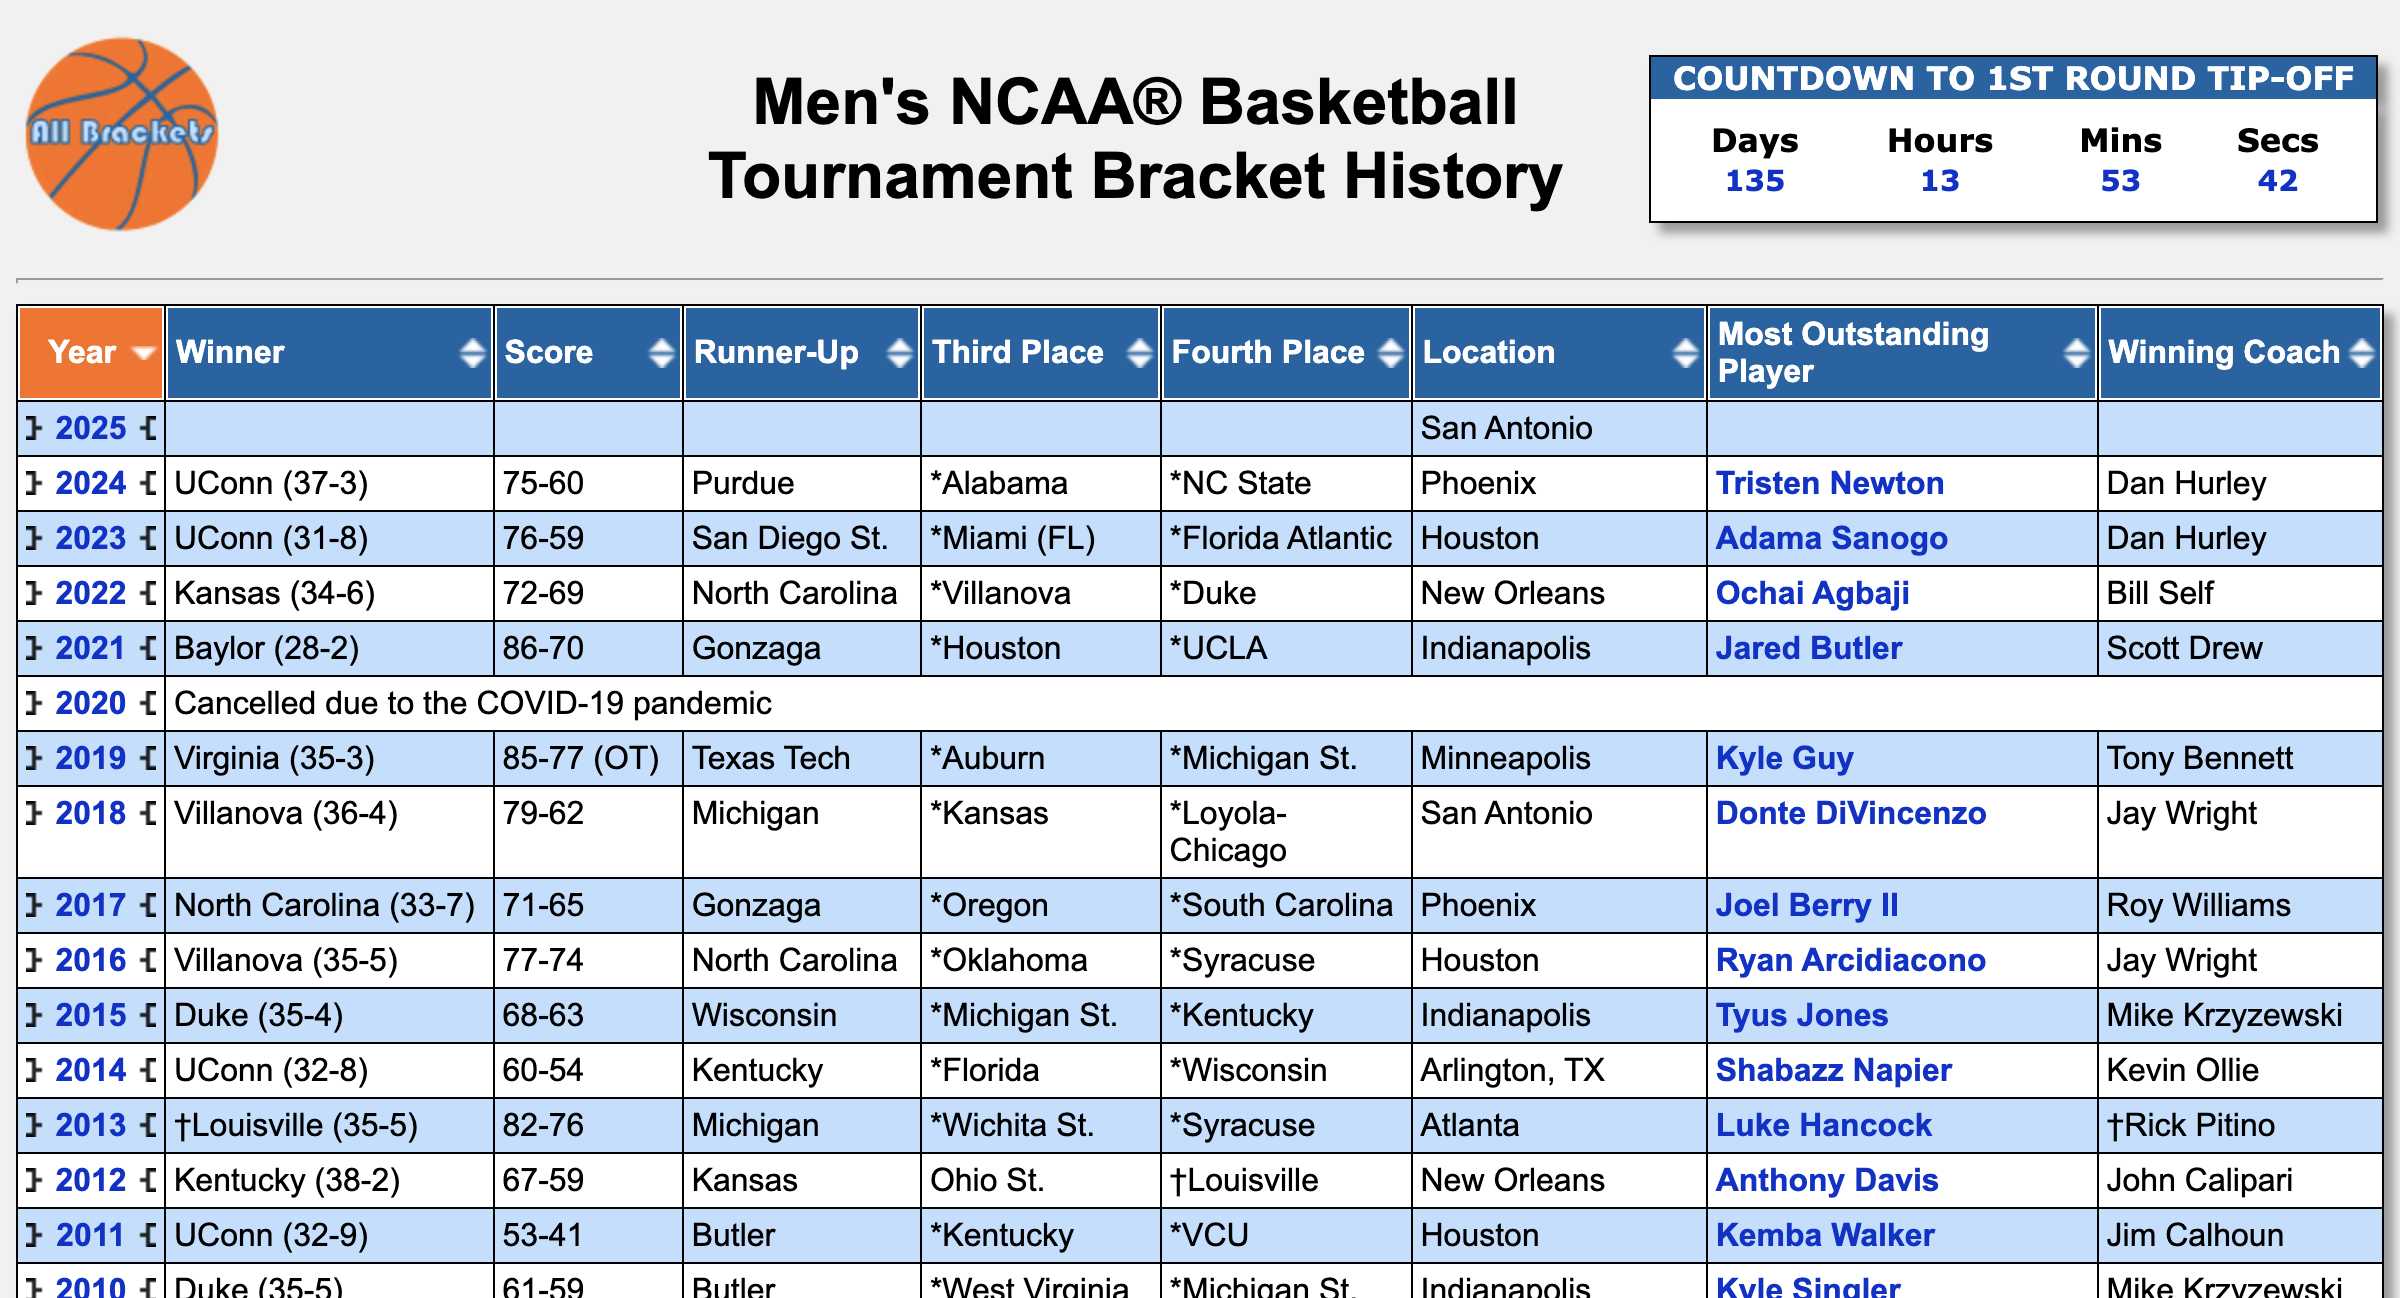 All Brackets
Men's NCAA® Basketball
Tournament Bracket History
COUNTDOWN TO 1ST ROUND TIP-OFF
Days Hours Mins Secs
135 13 53 42
Year Winner Score Runner-Up Third Place Fourth Place Location Most Outstanding Player Winning Coach
2025 San Antonio
2024 UConn (37-3) 75-60 Purdue *Alabama *NC State Phoenix Tristen Newton Dan Hurley
2023 UConn (31-8) 76-59 San Diego St. *Miami (FL) *Florida Atlantic Houston Adama Sanogo Dan Hurley
2022 Kansas (34-6) 72-69 North Carolina *Villanova *Duke New Orleans Ochai Agbaji Bill Self
2021 Baylor (28-2) 86-70 Gonzaga *Houston *UCLA Indianapolis Jared Butler Scott Drew
2020 Cancelled due to the COVID-19 pandemic
2019 Virginia (35-3) 85-77 (OT) Texas Tech *Auburn *Michigan St. Minneapolis Kyle Guy Tony Bennett
2018 Villanova (36-4) 79-62 Michigan *Kansas *Loyola-Chicago San Antonio Donte DiVincenzo Jay Wright
2017 North Carolina (33-7) 71-65 Gonzaga *Oregon *South Carolina Phoenix Joel Berry II Roy Williams
2016 Villanova (35-5) 77-74 North Carolina *Oklahoma *Syracuse Houston Ryan Arcidiacono Jay Wright
2015 Duke (35-4) 68-63 Wisconsin *Michigan St. *Kentucky Indianapolis Tyus Jones Mike Krzyzewski
2014 UConn (32-8) 60-54 Kentucky *Florida *Wisconsin Arlington, TX Shabazz Napier Kevin Ollie
2013 †Louisville (35-5) 82-76 Michigan *Wichita St. *Syracuse Atlanta Luke Hancock †Rick Pitino
2012 Kentucky (38-2) 67-59 Kansas Ohio St. †Louisville New Orleans Anthony Davis John Calipari
2011 UConn (32-9) 53-41 Butler *Kentucky *VCU Houston Kemba Walker Jim Calhoun
2010 Duke (35-5) 61-59 Butler *West Virginia *Michigan St. Indianapolis Kyle Singler Mike Krzyzewski